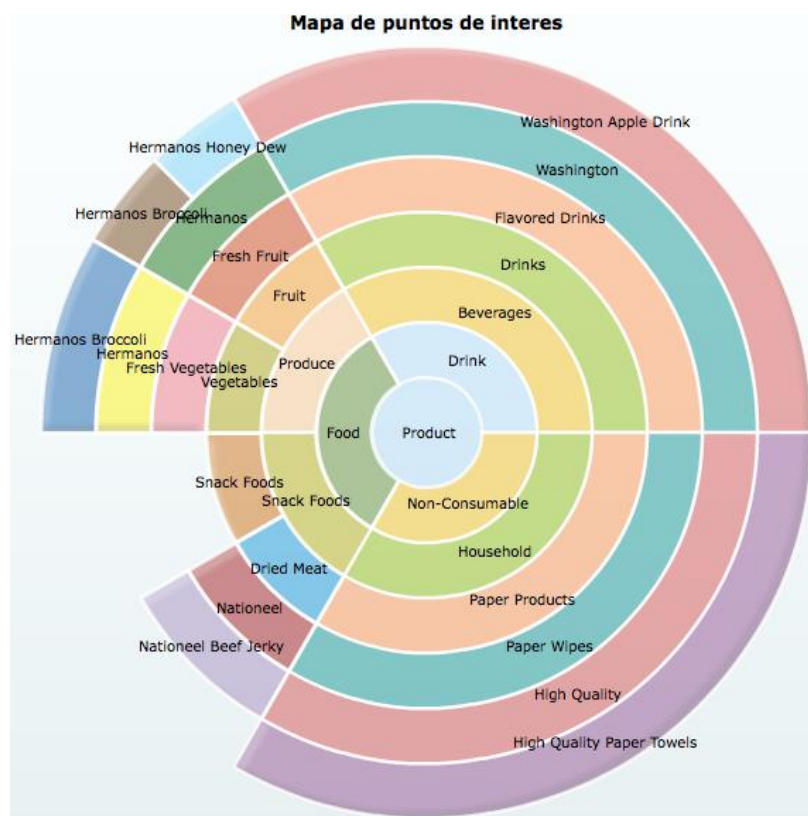 Mapa de puntos de interes
Washington Apple Drink
Hermanos Honey Dew
Washington
Hermanos Broccoli
Hermanos
Flavored Drinks
Fresh Fruit
Drinks
Fruit
Beverages
Hermanos Broccoli
Hermanos
Fresh Vegetables
Vegetables
Produce
Drink
Food
Product
Snack Foods
Snack Foods
Non-Consumable
Household
Dried Meat
Nationeel
Paper Products
Nationeel Beef Jerky
Paper Wipes
High Quality
High Quality Paper Towels